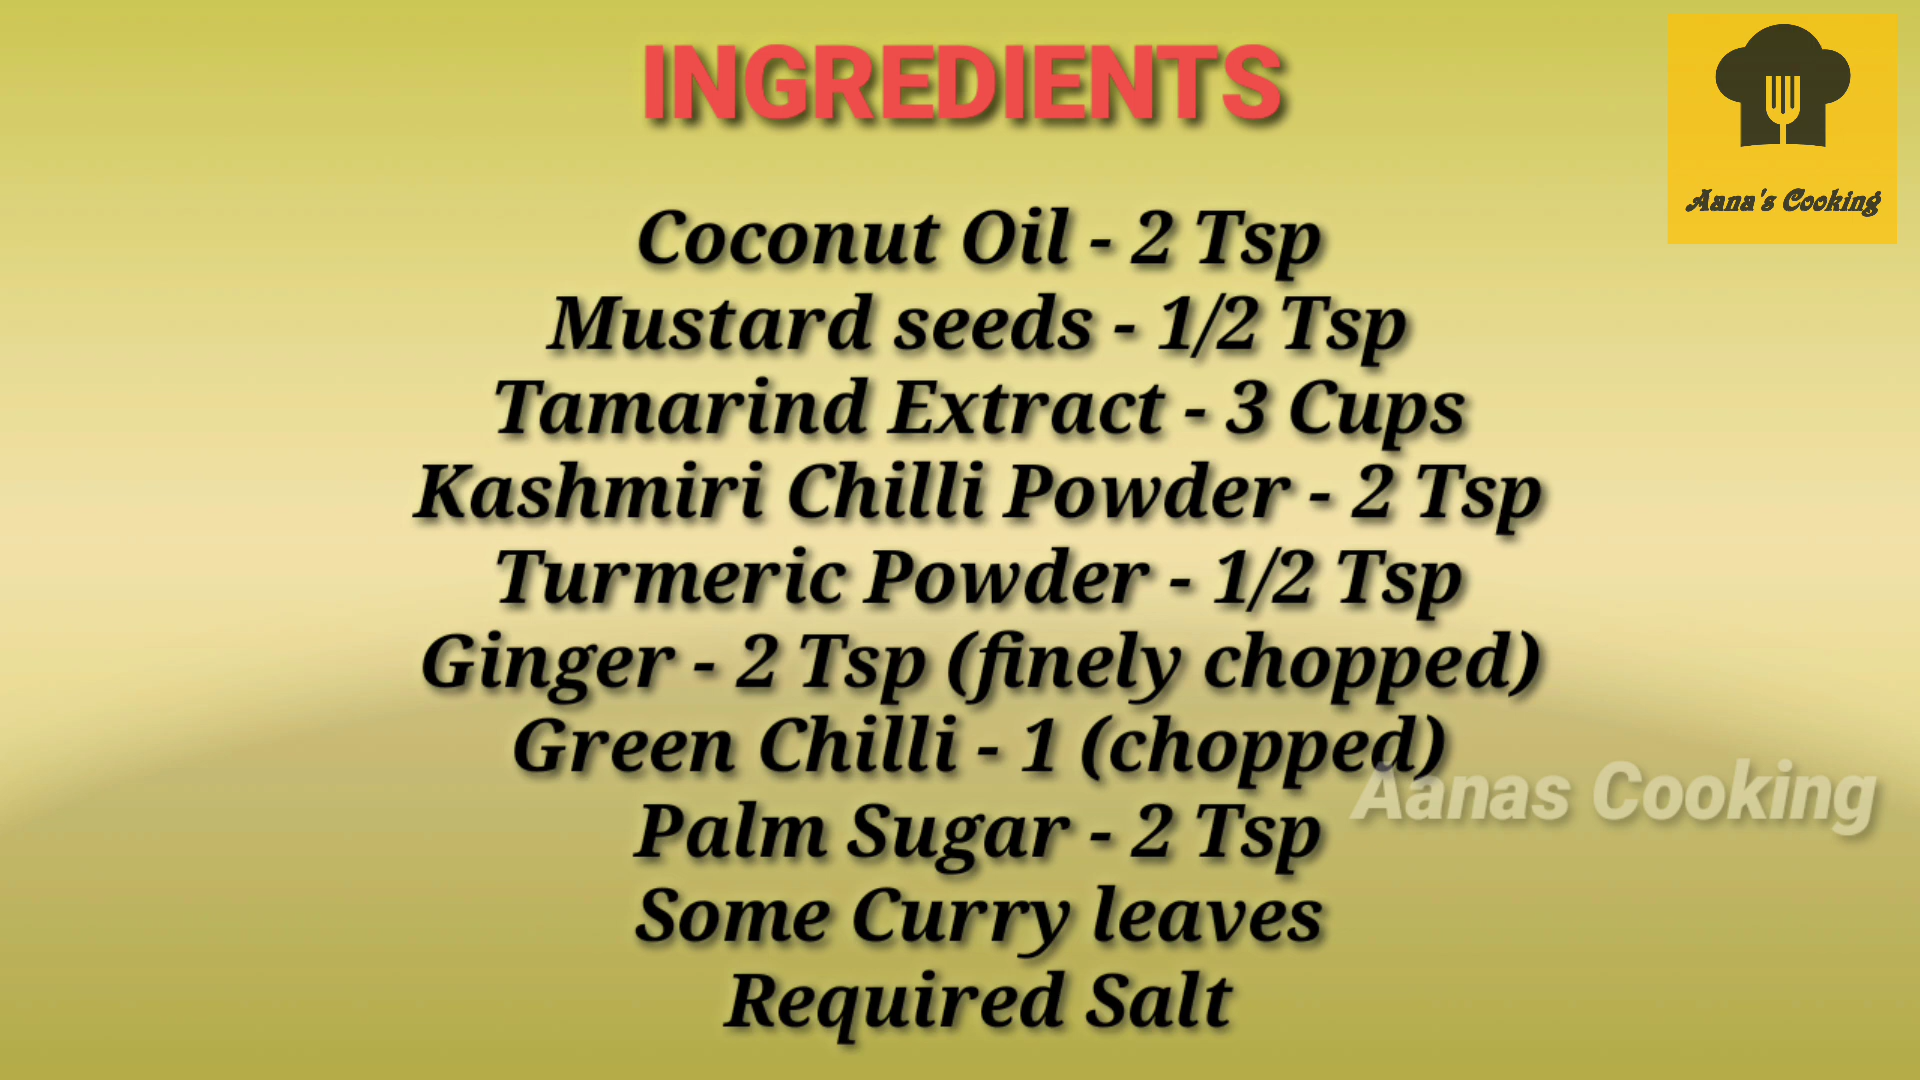 INGREDIENTS
Aana's Cooking
Coconut Oil - 2 Tsp
Mustard seeds - 1/2 Tsp
Tamarind Extract - 3 Cups
Kashmiri Chilli Powder - 2 Tsp
Turmeric Powder - 1/2 Tsp
Ginger - 2 Tsp (finely chopped)
Green Chilli - 1 (chopped)
Aanas Cooking
Palm Sugar - 2 Tsp
Some Curry leaves
Required Salt